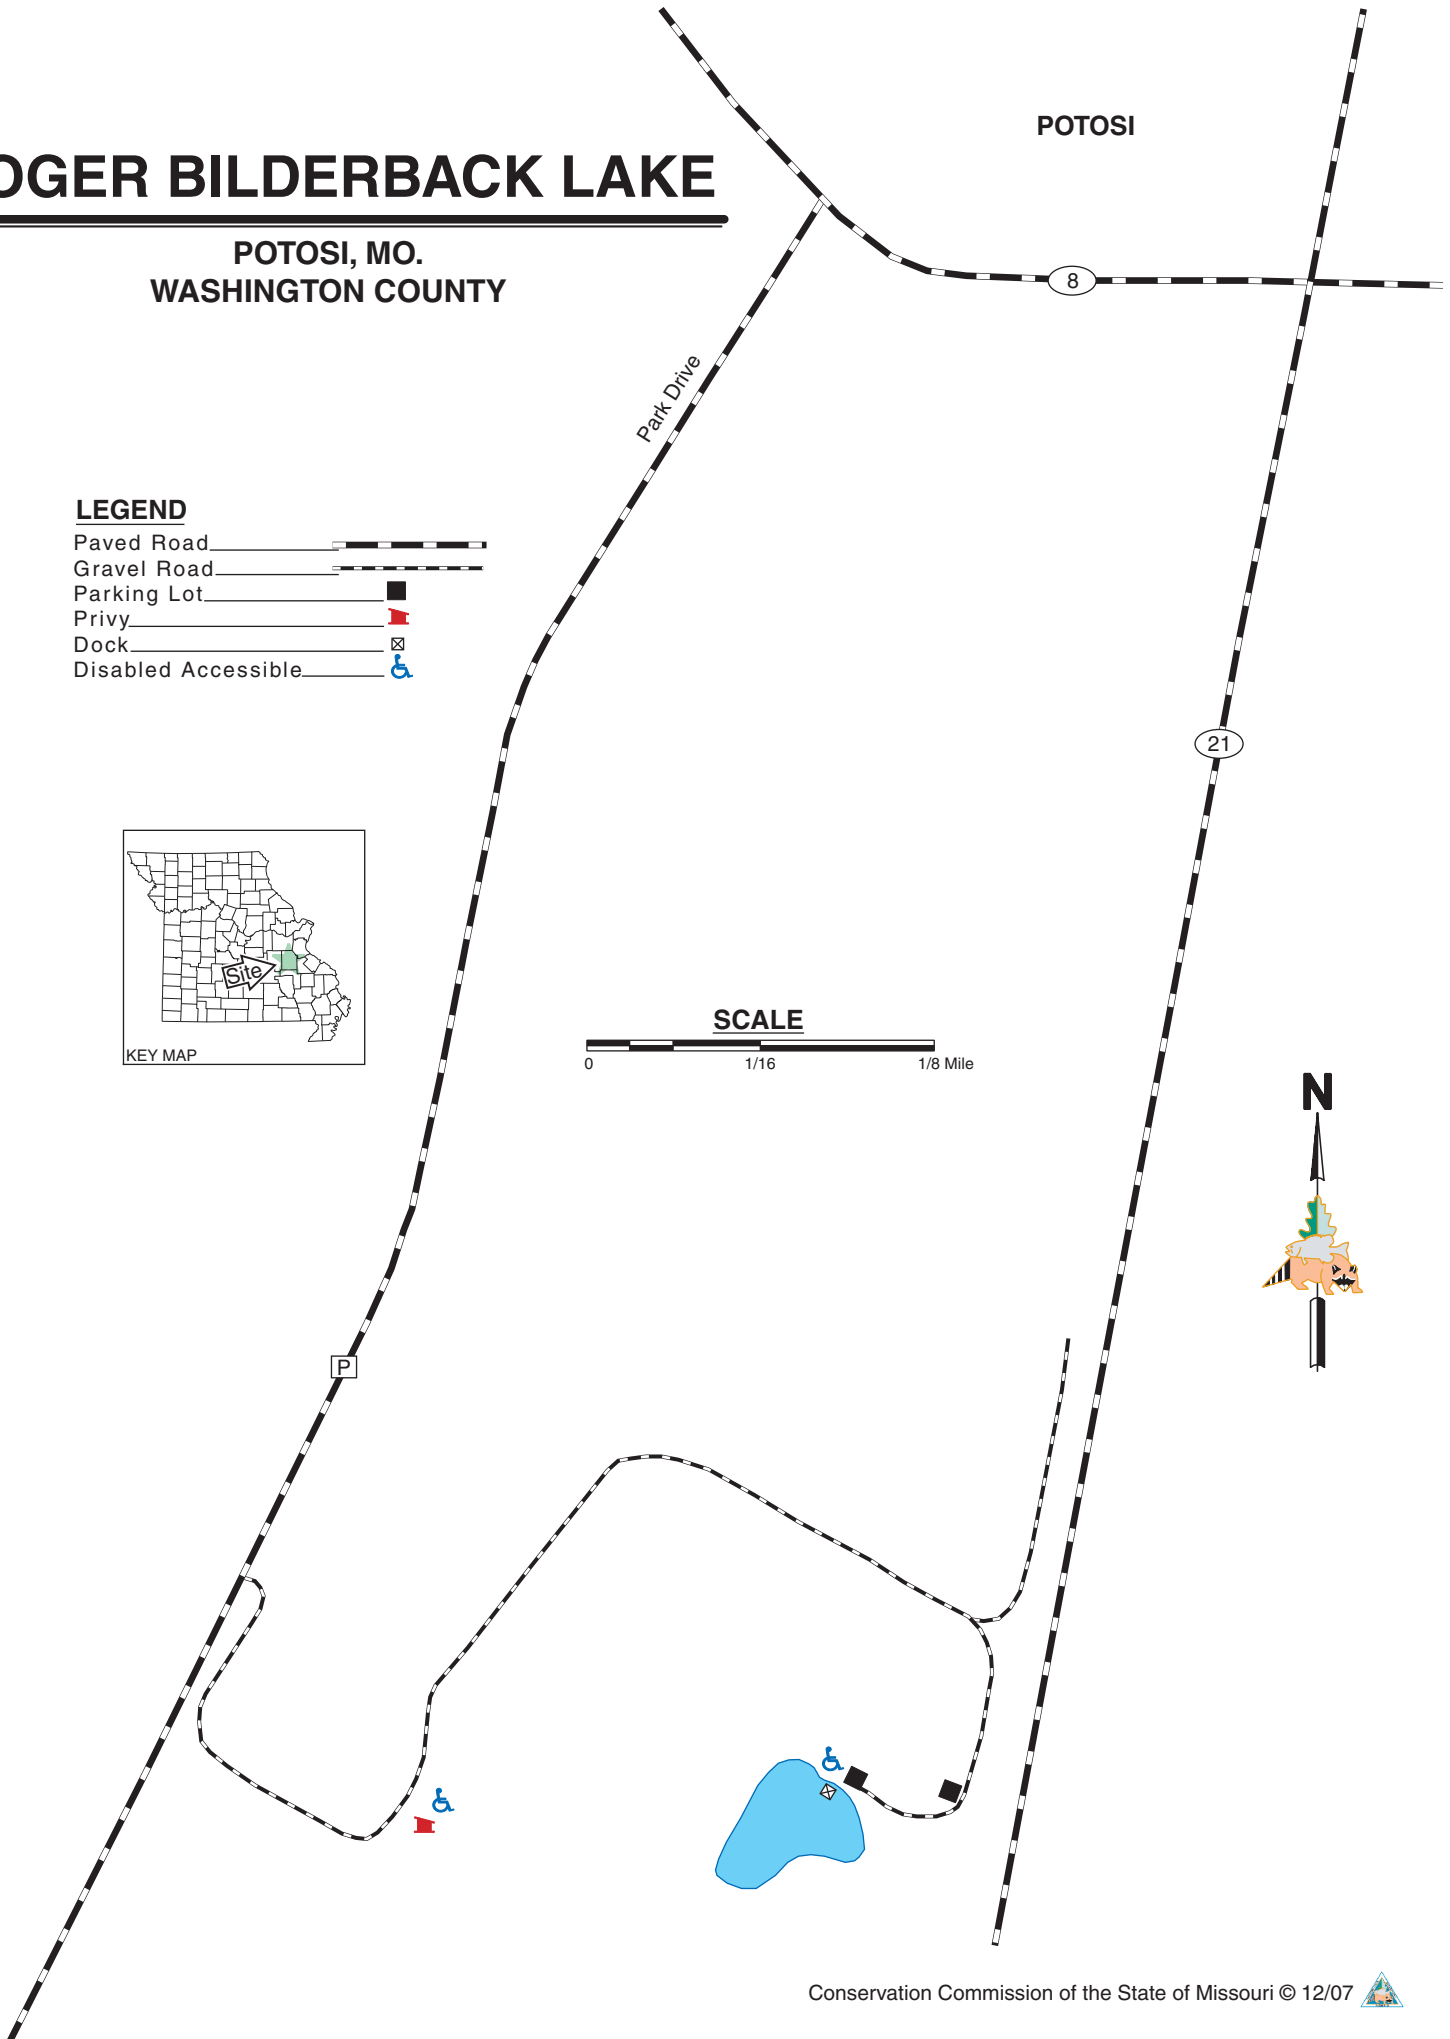 POTOSI
OGER BILDERBACK LAKE
POTOSI, MO.
WASHINGTON COUNTY
8
Park Drive
LEGEND
Paved Road
Gravel Road
Parking Lot
Privy
Dock
Disabled Accessible
21
Site
KEY MAP
SCALE
0 1/16 1/8 Mile
N
P
Conservation Commission of the State of Missouri © 12/07